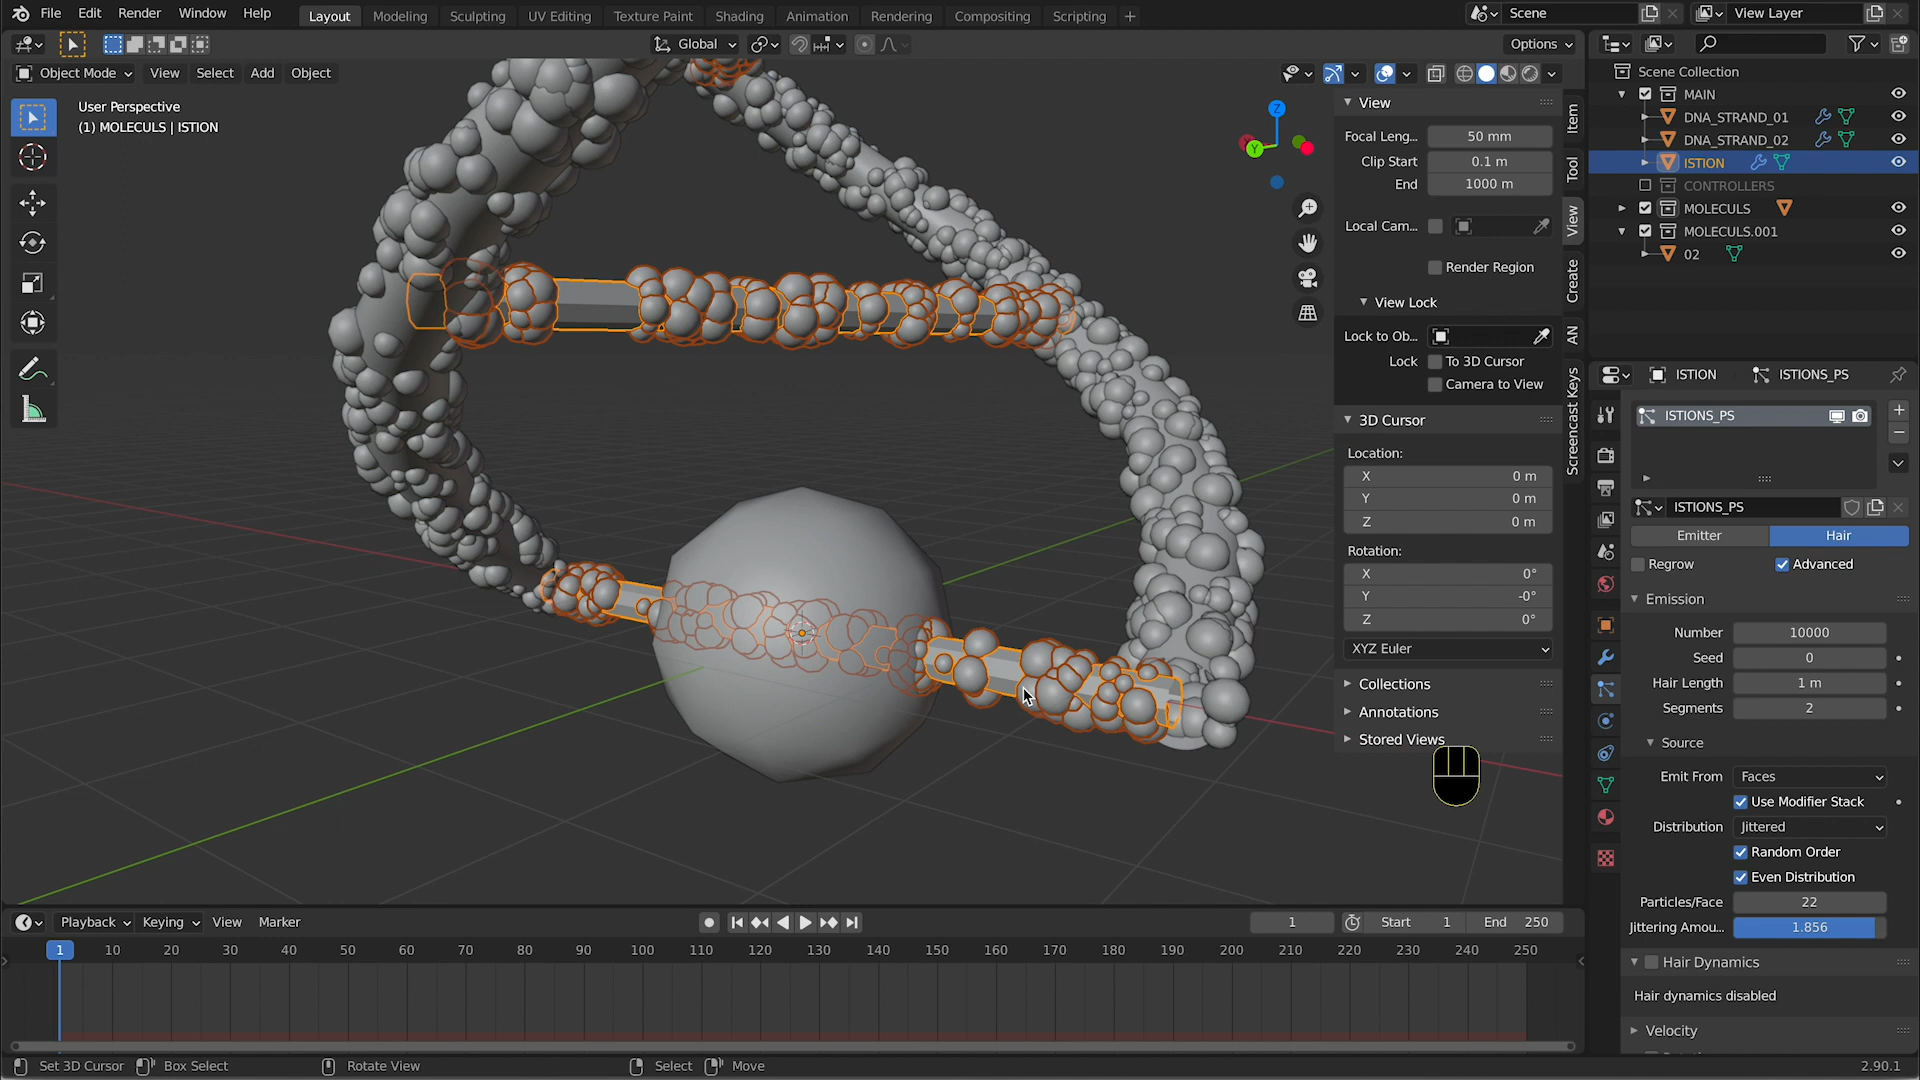 File Edit Render Window Help Layout Modeling Sculpting UV Editing Texture Paint Shading Animation Rendering Compositing Scripting + Scene View Layer
Global Options
Object Mode View Select Add Object
User Perspective
(1) MOLECULS | ISTION
Z
Y
View
Focal Leng... 50 mm
Clip Start 0.1 m
End 1000 m
Local Cam...
Render Region
View Lock
Lock to Ob...
Lock To 3D Cursor
Camera to View
3D Cursor
Location:
X 0 m
Y 0 m
Z 0 m
Rotation:
X 0°
Y -0°
Z 0°
XYZ Euler
Collections
Annotations
Stored Views
Item
Tool
View
Create
AN
Screencast Keys
Scene Collection
MAIN
DNA_STRAND_01
DNA_STRAND_02
ISTION
CONTROLLERS
MOLECULS
MOLECULS.001
02
ISTION ISTIONS_PS
ISTIONS_PS
ISTIONS_PS
Emitter Hair
Regrow Advanced
Emission
Number 10000
Seed 0
Hair Length 1 m
Segments 2
Source
Emit From Faces
Use Modifier Stack
Distribution Jittered
Random Order
Even Distribution
Particles/Face 22
Jittering Amou... 1.856
Hair Dynamics
Hair dynamics disabled
Velocity
Playback Keying View Marker 1 Start 1 End 250
1 10 20 30 40 50 60 70 80 90 100 110 120 130 140 150 160 170 180 190 200 210 220 230 240 250
Set 3D Cursor Box Select Rotate View Select Move 2.90.1